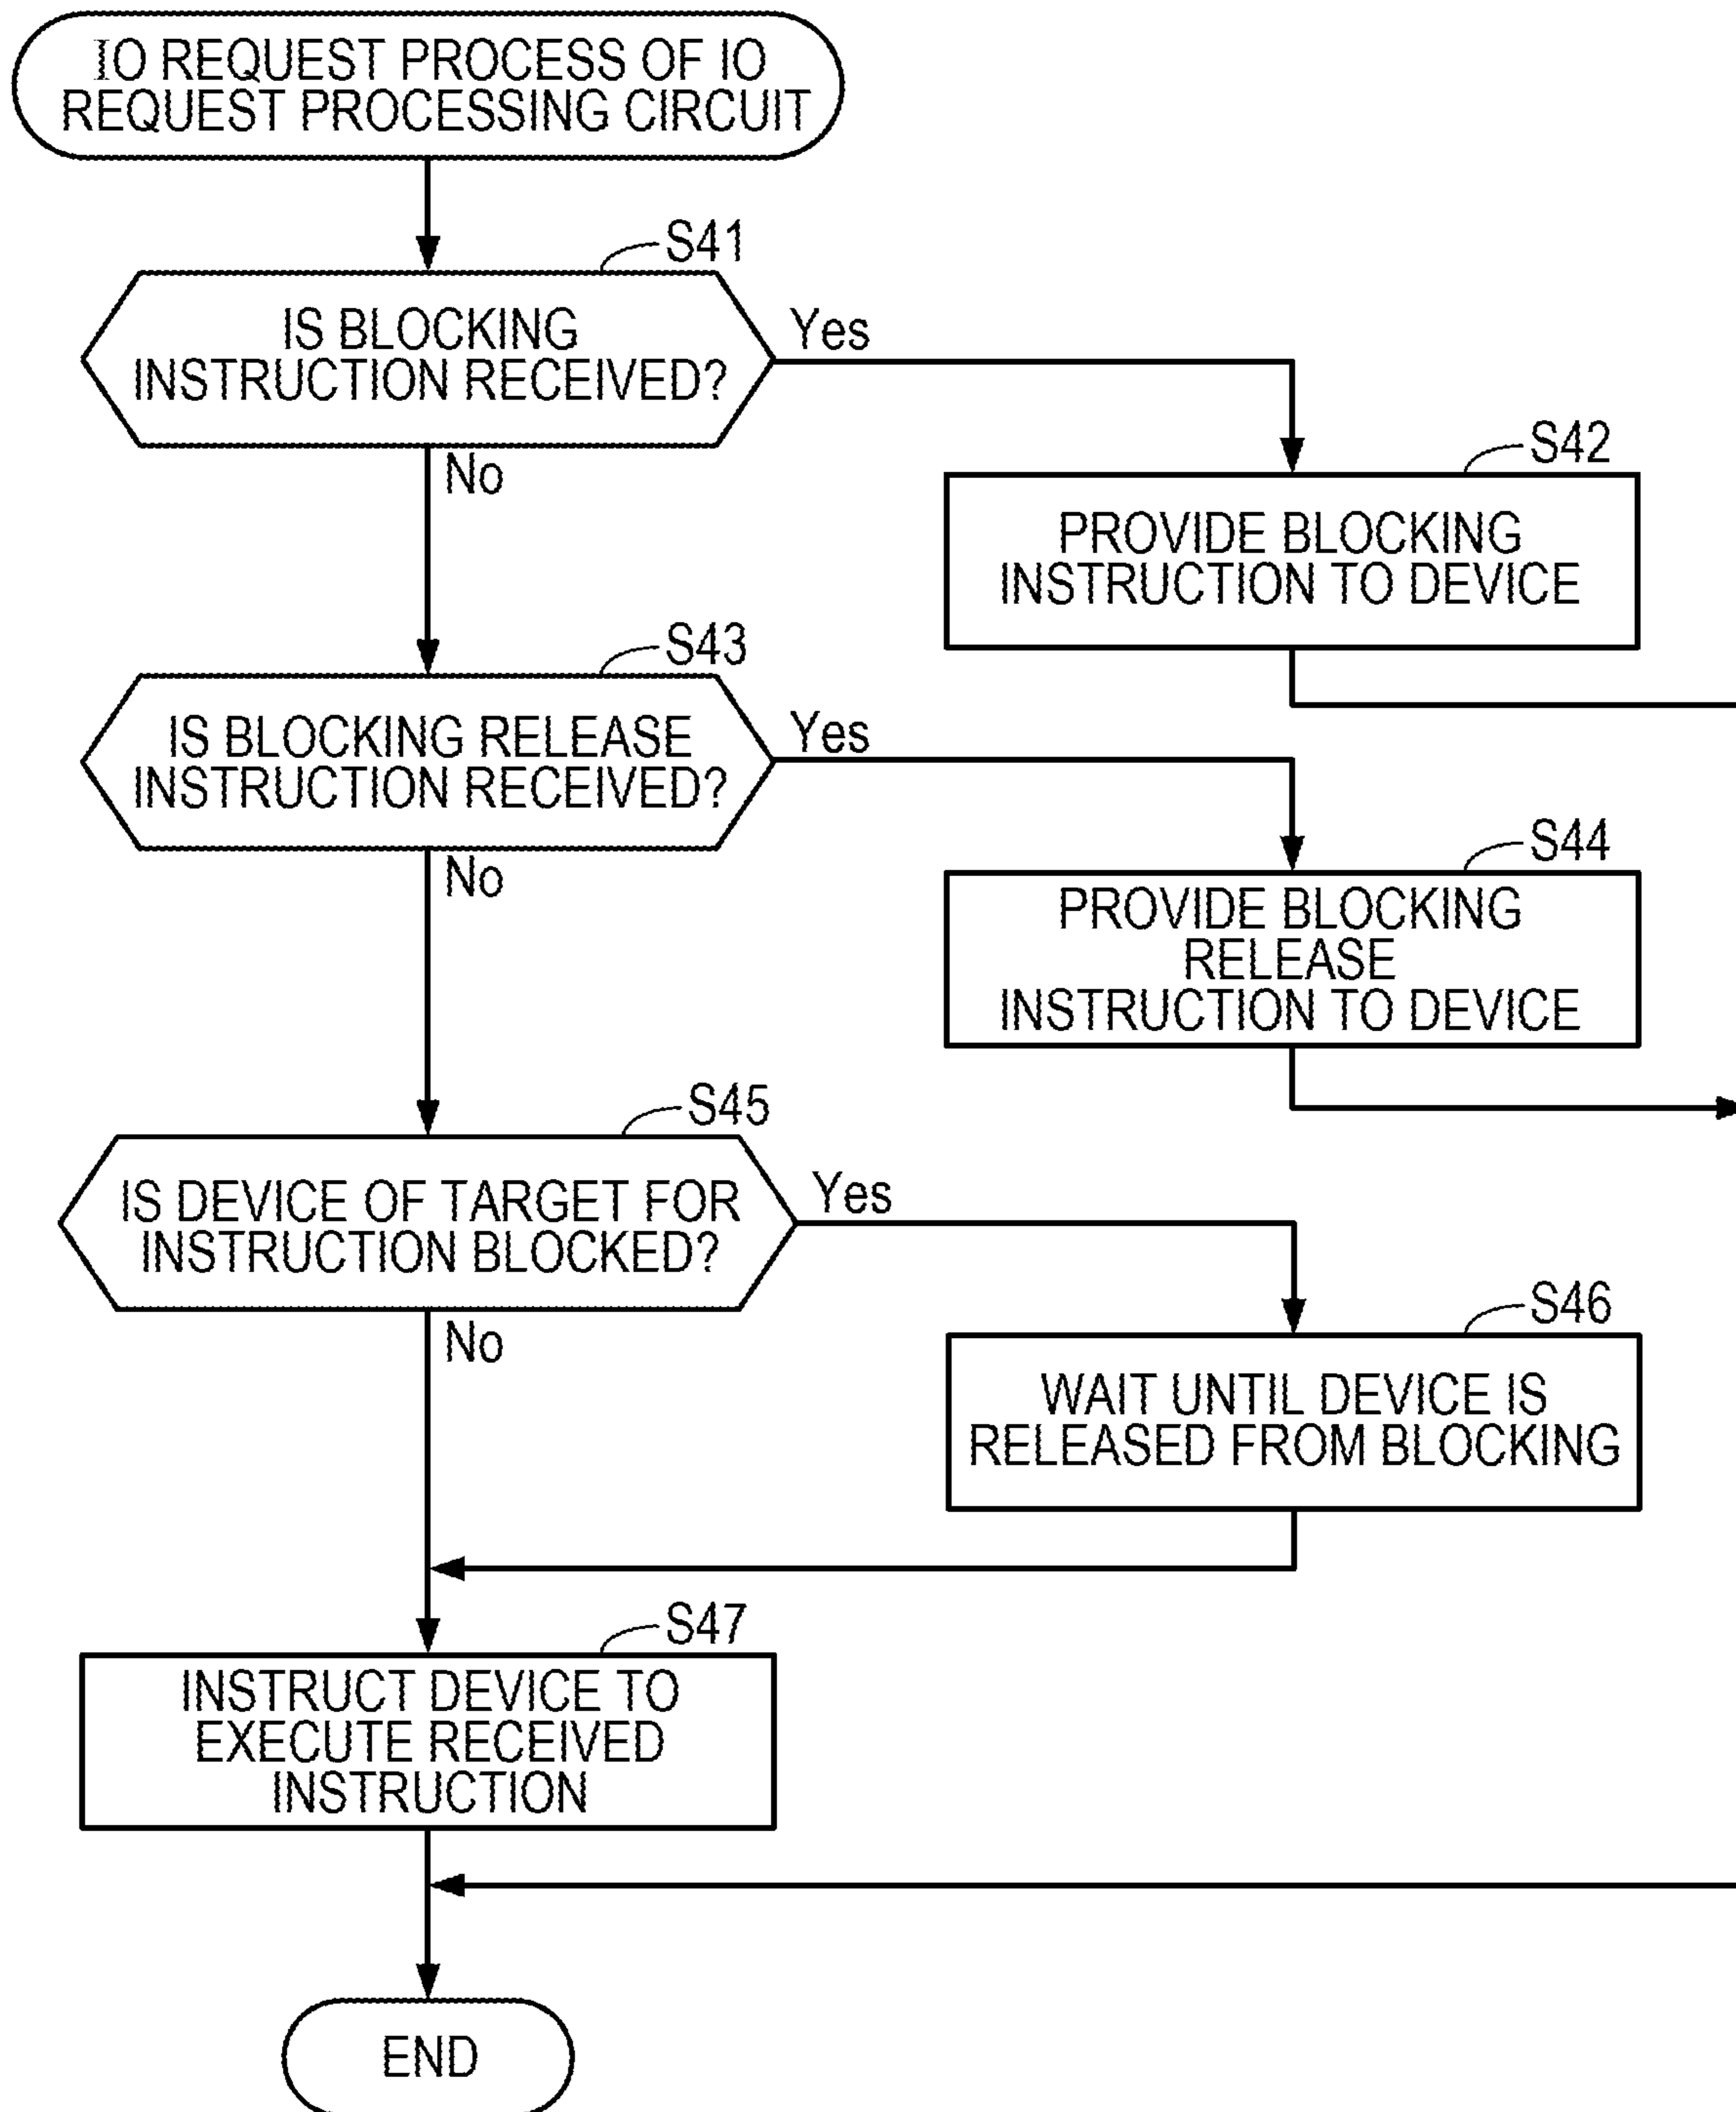 IO REQUEST PROCESS OF IO
REQUEST PROCESSING CIRCUIT
S41
IS BLOCKING
INSTRUCTION RECEIVED?
Yes
No
S42
PROVIDE BLOCKING
INSTRUCTION TO DEVICE
S43
IS BLOCKING RELEASE
INSTRUCTION RECEIVED?
Yes
No
S44
PROVIDE BLOCKING
RELEASE
INSTRUCTION TO DEVICE
S45
IS DEVICE OF TARGET FOR
INSTRUCTION BLOCKED?
Yes
No
S46
WAIT UNTIL DEVICE IS
RELEASED FROM BLOCKING
S47
INSTRUCT DEVICE TO
EXECUTE RECEIVED
INSTRUCTION
END